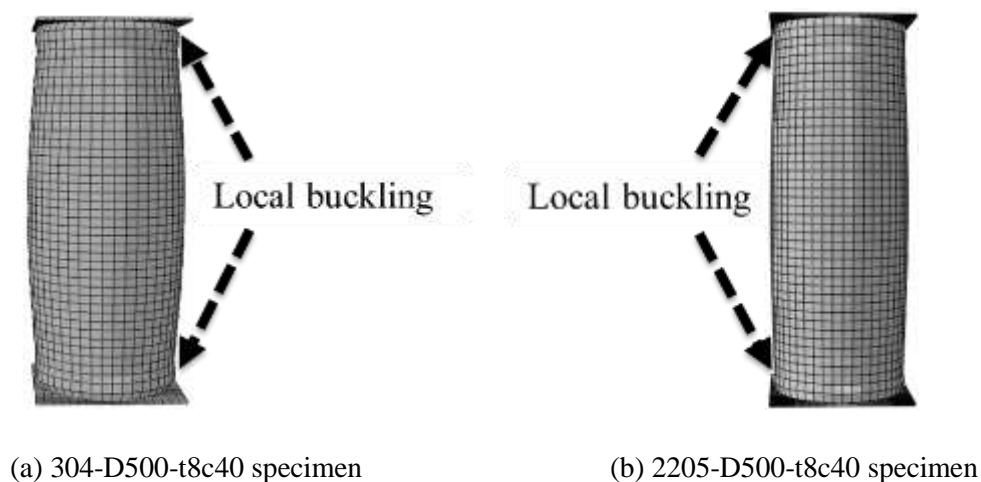 Local buckling
Local buckling
(a) 304-D500-t8c40 specimen
(b) 2205-D500-t8c40 specimen